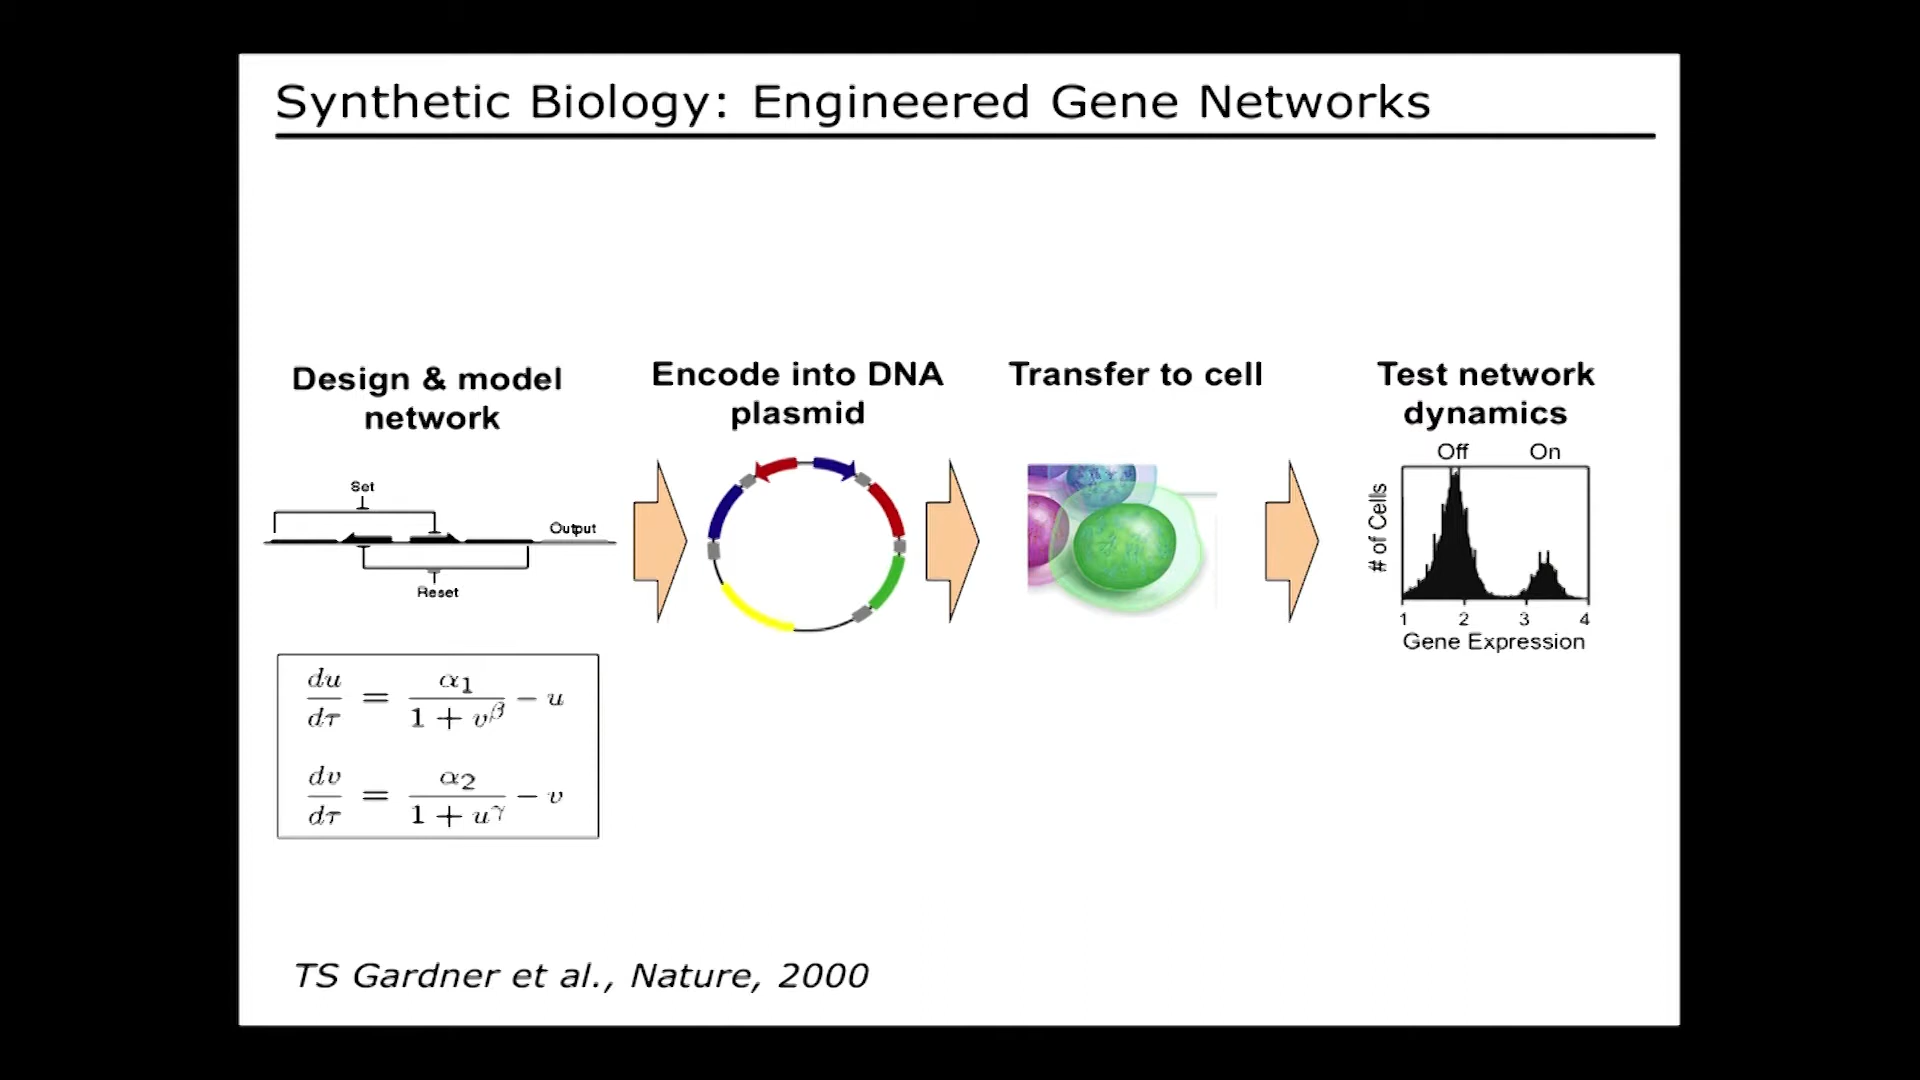 Synthetic Biology: Engineered Gene Networks
Design & model
network
Set
Output
Reset
du/dτ = α₁/(1 + v^β) − u
dv/dτ = α₂/(1 + u^γ) − v
Encode into DNA
plasmid
Transfer to cell
Test network
dynamics
Off On
# of Cells
1 2 3 4
Gene Expression
TS Gardner et al., Nature, 2000